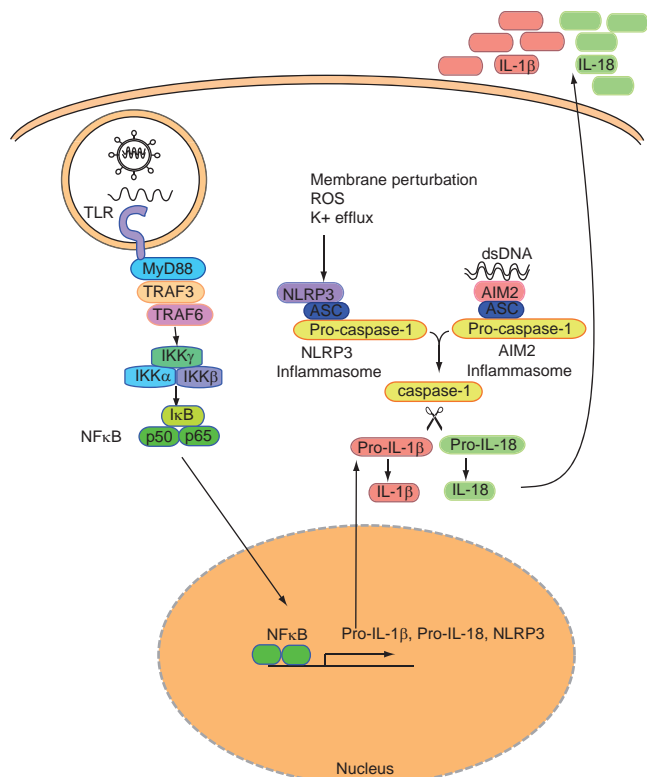 IL-1β
IL-18
TLR
MyD88
TRAF3
TRAF6
IKKγ
IKKα
IKKβ
IκB
NFκB
p50
p65
Membrane perturbation
ROS
K+ efflux
NLRP3
ASC
Pro-caspase-1
NLRP3
Inflammasome
dsDNA
AIM2
ASC
Pro-caspase-1
AIM2
Inflammasome
caspase-1
Pro-IL-1β
Pro-IL-18
IL-1β
IL-18
NFκB
Pro-IL-1β, Pro-IL-18, NLRP3
Nucleus